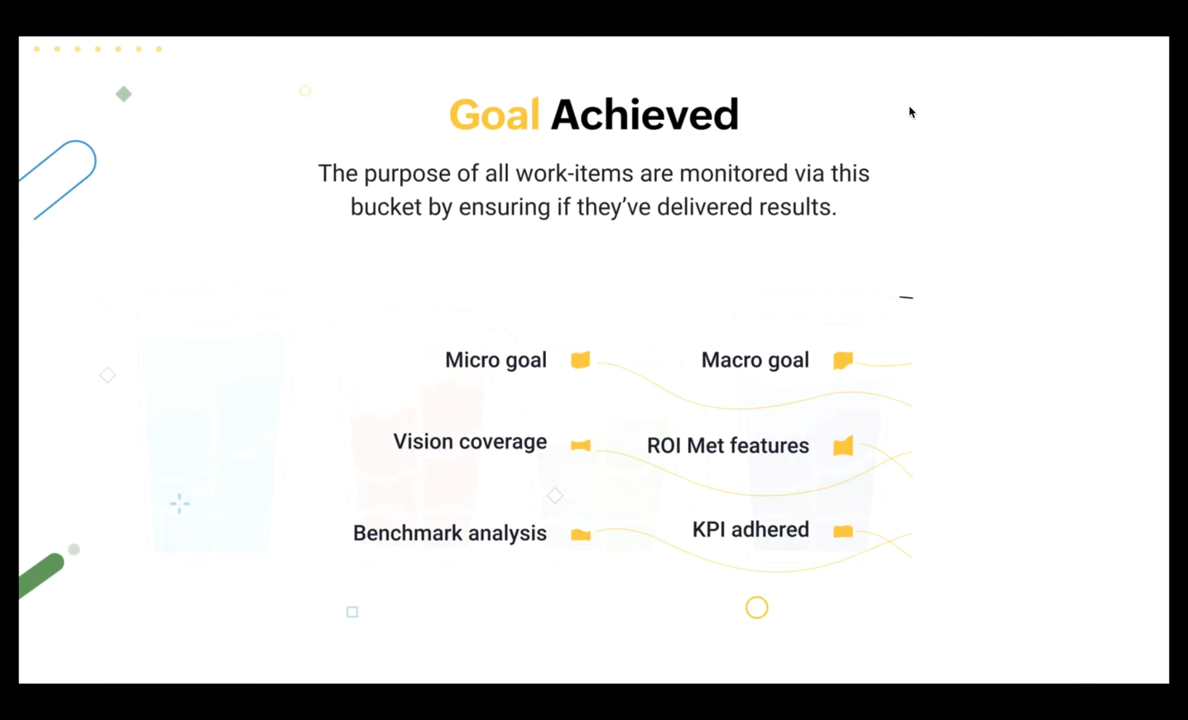 Goal Achieved
The purpose of all work-items are monitored via this
bucket by ensuring if they’ve delivered results.
Micro goal
Macro goal
Vision coverage
ROI Met features
Benchmark analysis
KPI adhered